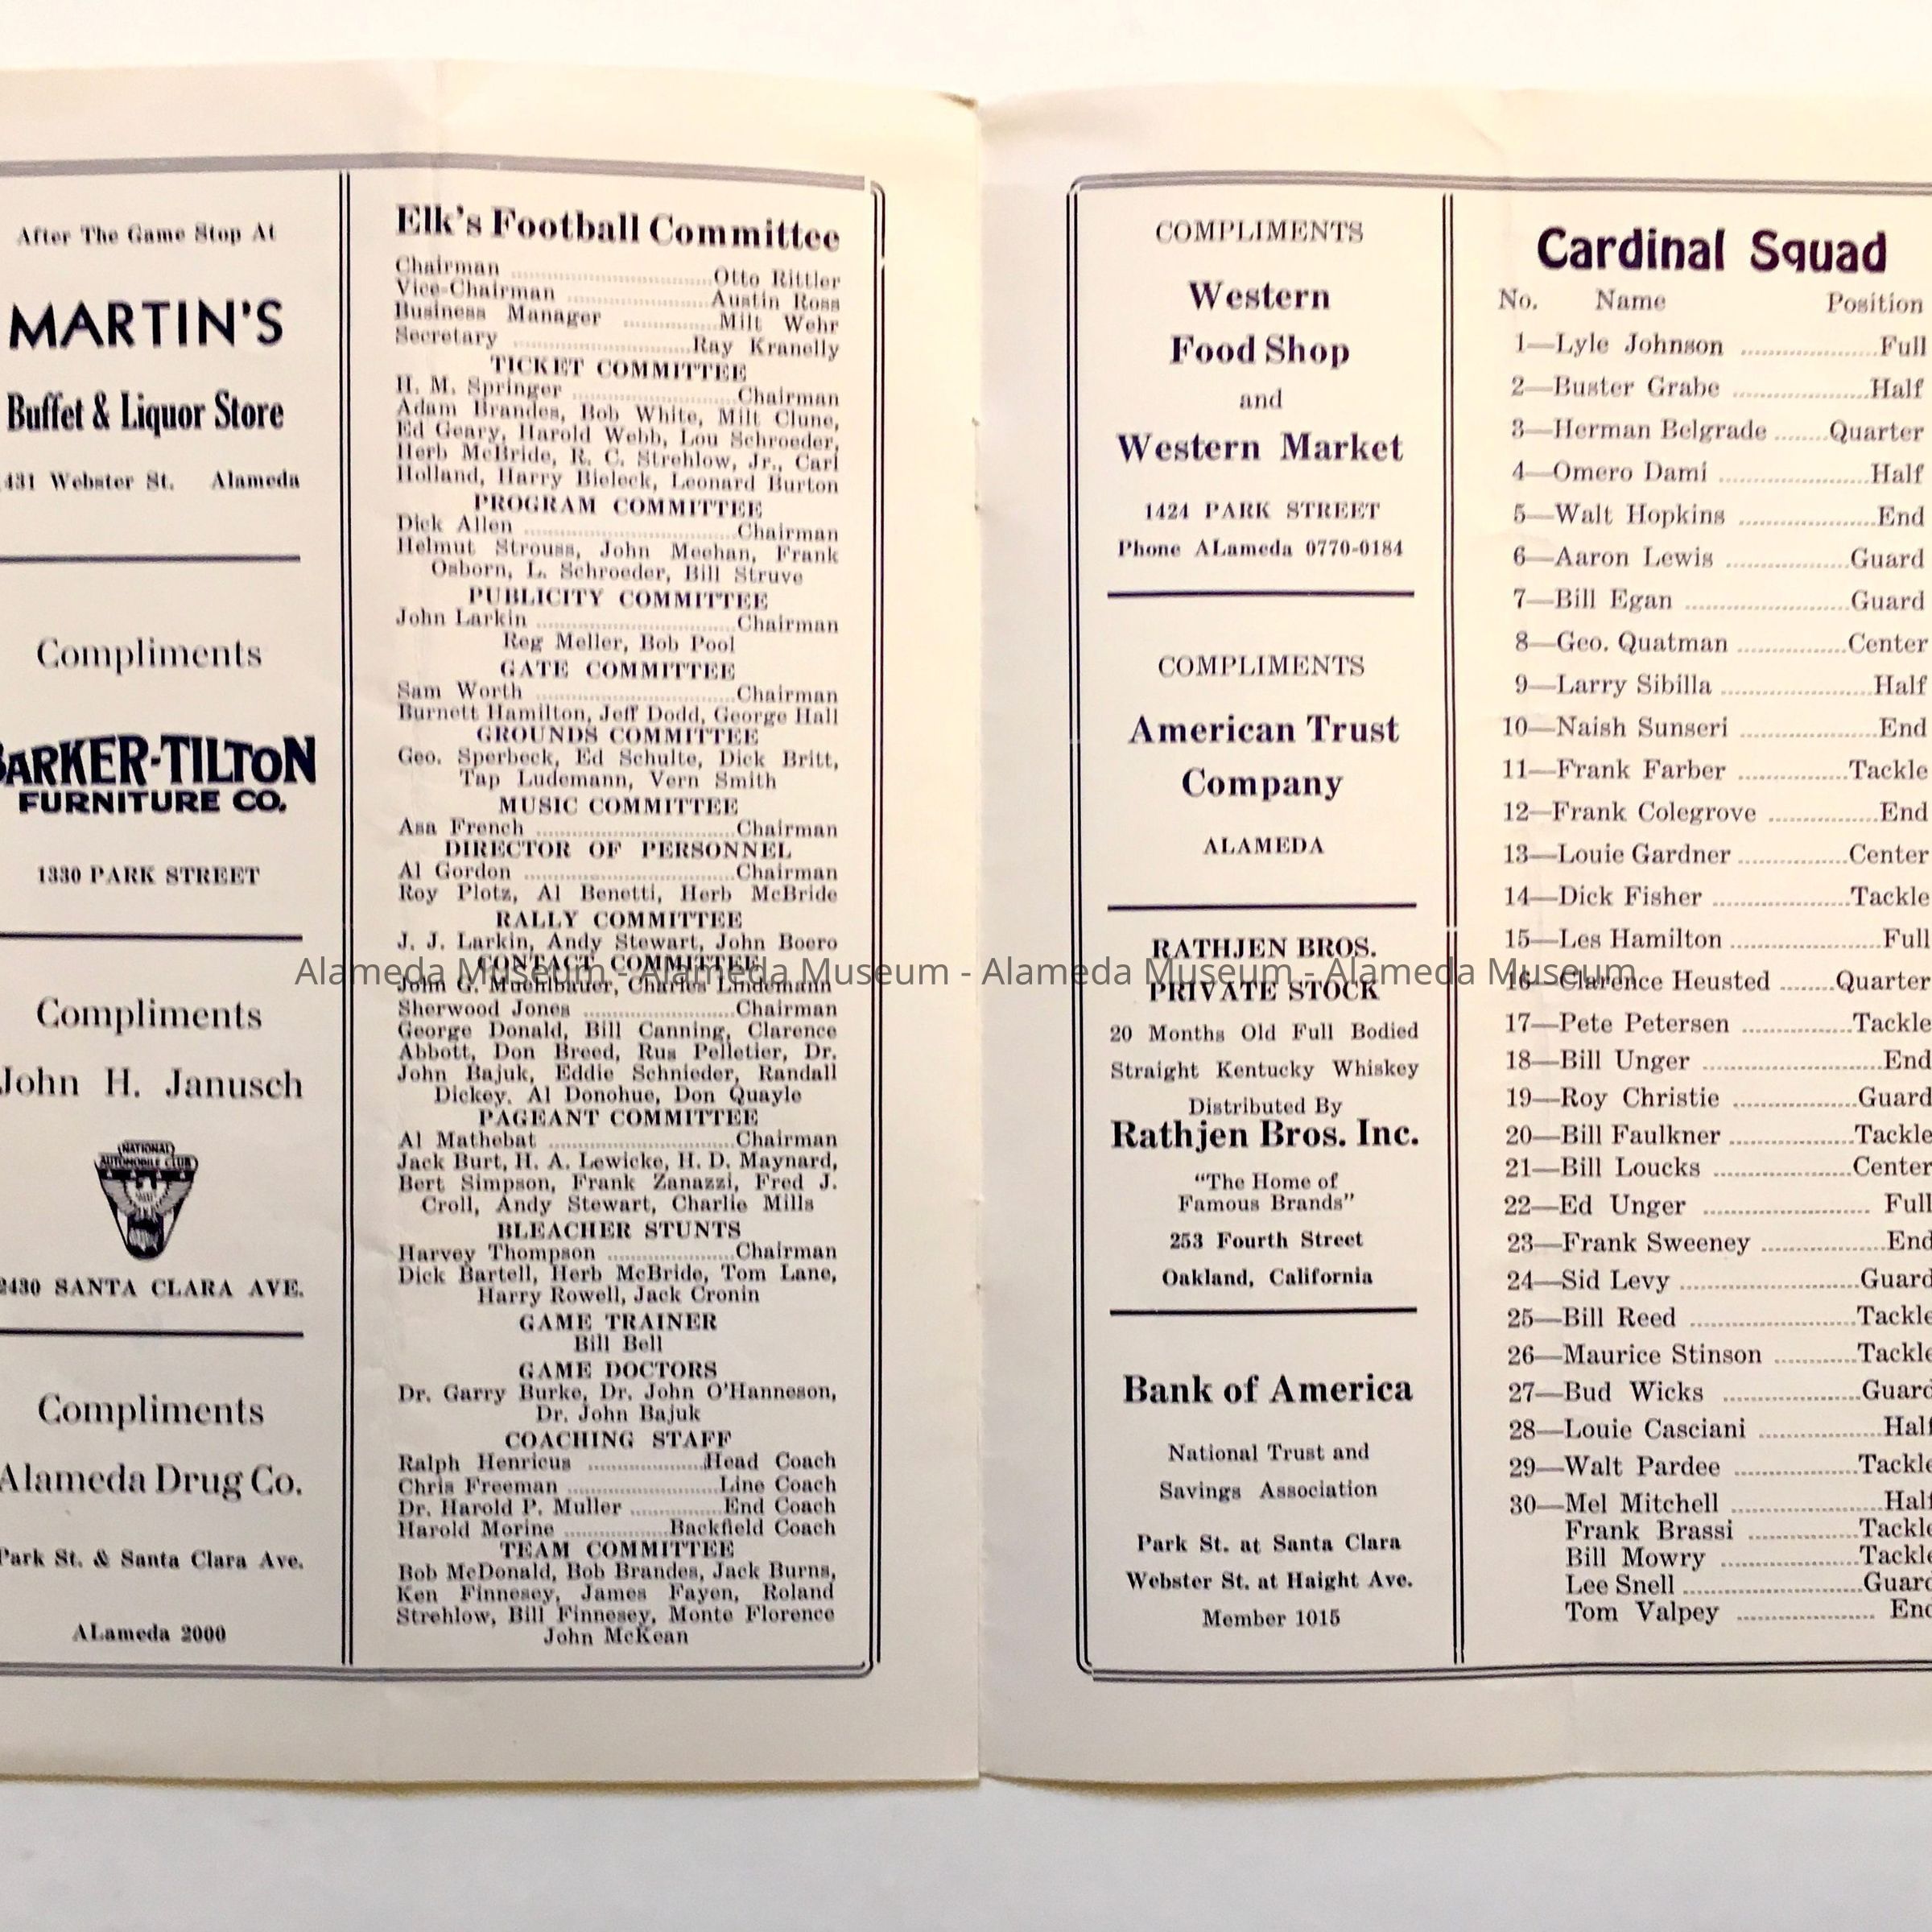 After The Game Stop At
MARTIN'S
Buffet & Liquor Store
431 Webster St. Alameda
Compliments
BARKER-TILTON
FURNITURE CO.
1330 PARK STREET
Compliments
John H. Janusch
NATIONAL
AUTOMOBILE CLUB
2430 SANTA CLARA AVE.
Compliments
Alameda Drug Co.
Park St. & Santa Clara Ave.
ALameda 2000
Elk's Football Committee
Chairman ........ Otto Rittler
Vice-Chairman ........ Austin Ross
Business Manager ........ Milt Wehr
Secretary ........ Ray Kranelly
TICKET COMMITTEE
H. M. Springer ........ Chairman
Adam Brandes, Bob White, Milt Clune,
Ed Geary, Harold Webb, Lou Schroeder,
Herb McBride, R. C. Strehlow, Jr., Carl
Holland, Harry Bieleck, Leonard Burton
PROGRAM COMMITTEE
Dick Allen ........ Chairman
Helmut Strouss, John Meehan, Frank
Osborn, L. Schroeder, Bill Struve
PUBLICITY COMMITTEE
John Larkin ........ Chairman
Reg Meller, Bob Pool
GATE COMMITTEE
Sam Worth ........ Chairman
Burnett Hamilton, Jeff Dodd, George Hall
GROUNDS COMMITTEE
Geo. Sperbeck, Ed Schulte, Dick Britt,
Tap Ludemann, Vern Smith
MUSIC COMMITTEE
Asa French ........ Chairman
DIRECTOR OF PERSONNEL
Al Gordon ........ Chairman
Roy Plotz, Al Benetti, Herb McBride
RALLY COMMITTEE
J. J. Larkin, Andy Stewart, John Boero
CONTACT COMMITTEE
John G. Muehlbauer, Charles Lindemann
Sherwood Jones ........ Chairman
George Donald, Bill Canning, Clarence
Abbott, Don Breed, Rus Pelletier, Dr.
John Bajuk, Eddie Schnieder, Randall
Dickey, Al Donohue, Don Quayle
PAGEANT COMMITTEE
Al Mathebat ........ Chairman
Jack Burt, H. A. Lewicke, H. D. Maynard,
Bert Simpson, Frank Zanazzi, Fred J.
Croll, Andy Stewart, Charlie Mills
BLEACHER STUNTS
Harvey Thompson ........ Chairman
Dick Bartell, Herb McBride, Tom Lane,
Harry Rowell, Jack Cronin
GAME TRAINER
Bill Bell
GAME DOCTORS
Dr. Garry Burke, Dr. John O'Hanneson,
Dr. John Bajuk
COACHING STAFF
Ralph Henricus ........ Head Coach
Chris Freeman ........ Line Coach
Dr. Harold P. Muller ........ End Coach
Harold Morine ........ Backfield Coach
TEAM COMMITTEE
Bob McDonald, Bob Brandes, Jack Burns,
Ken Finnesey, James Fayen, Roland
Strehlow, Bill Finnesey, Monte Florence
John McKean
COMPLIMENTS
Western
Food Shop
and
Western Market
1424 PARK STREET
Phone ALameda 0770-0184
COMPLIMENTS
American Trust
Company
ALAMEDA
RATHJEN BROS.
PRIVATE STOCK
20 Months Old Full Bodied
Straight Kentucky Whiskey
Distributed By
Rathjen Bros. Inc.
"The Home of
Famous Brands"
253 Fourth Street
Oakland, California
Bank of America
National Trust and
Savings Association
Park St. at Santa Clara
Webster St. at Haight Ave.
Member 1015
Cardinal Squad
No. Name Position
1—Lyle Johnson ........ Full
2—Buster Grabe ........ Half
3—Herman Belgrade ........ Quarter
4—Omero Dami ........ Half
5—Walt Hopkins ........ End
6—Aaron Lewis ........ Guard
7—Bill Egan ........ Guard
8—Geo. Quatman ........ Center
9—Larry Sibilla ........ Half
10—Naish Sunseri ........ End
11—Frank Farber ........ Tackle
12—Frank Colegrove ........ End
13—Louie Gardner ........ Center
14—Dick Fisher ........ Tackle
15—Les Hamilton ........ Full
16—Clarence Heusted ........ Quarter
17—Pete Petersen ........ Tackle
18—Bill Unger ........ End
19—Roy Christie ........ Guard
20—Bill Faulkner ........ Tackle
21—Bill Loucks ........ Center
22—Ed Unger ........ Full
23—Frank Sweeney ........ End
24—Sid Levy ........ Guard
25—Bill Reed ........ Tackle
26—Maurice Stinson ........ Tackle
27—Bud Wicks ........ Guard
28—Louie Casciani ........ Half
29—Walt Pardee ........ Tackle
30—Mel Mitchell ........ Half
Frank Brassi ........ Tackle
Bill Mowry ........ Tackle
Lee Snell ........ Guard
Tom Valpey ........ End
Alameda Museum - Alameda Museum - Alameda Museum - Alameda Museum